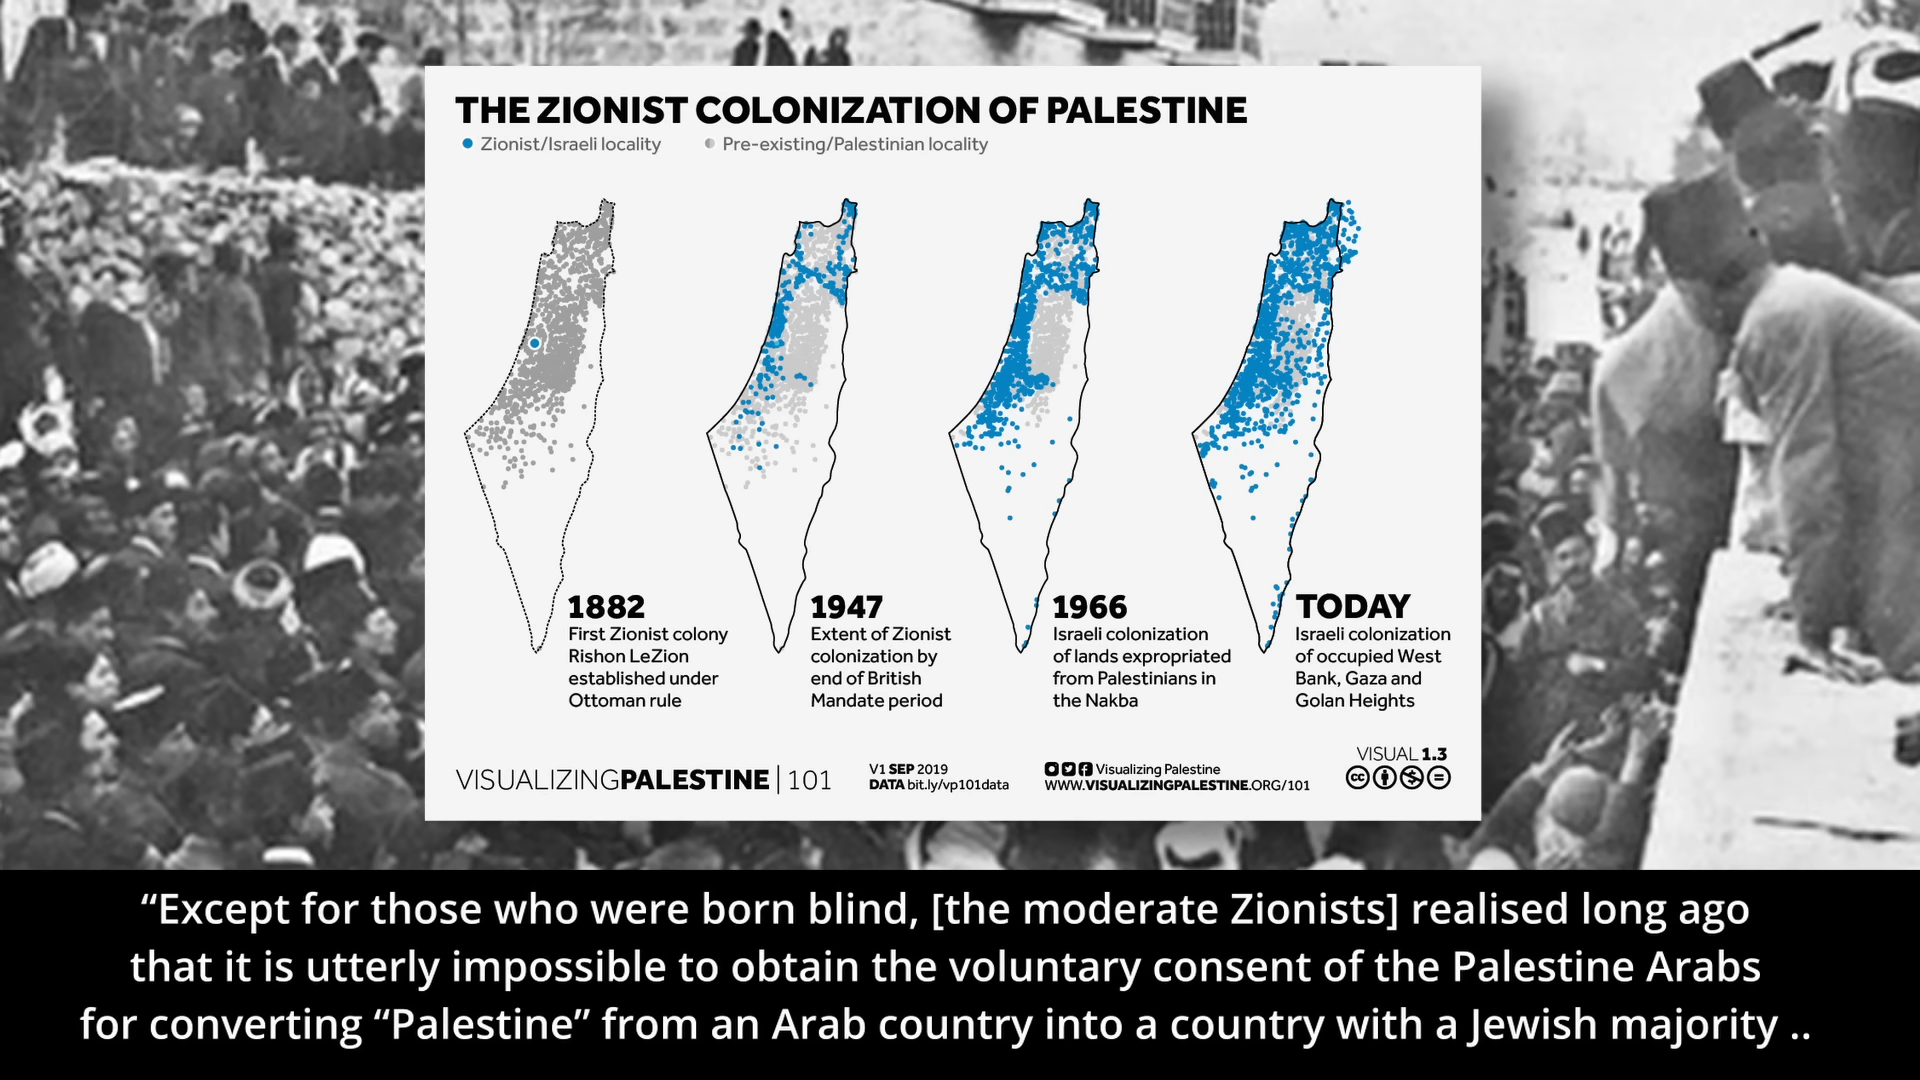 THE ZIONIST COLONIZATION OF PALESTINE
Zionist/Israeli locality
Pre-existing/Palestinian locality
1882
First Zionist colony
Rishon LeZion
established under
Ottoman rule
1947
Extent of Zionist
colonization by
end of British
Mandate period
1966
Israeli colonization
of lands expropriated
from Palestinians in
the Nakba
TODAY
Israeli colonization
of occupied West
Bank, Gaza and
Golan Heights
VISUALIZINGPALESTINE | 101
V1 SEP 2019
DATA bit.ly/vp101data
Visualizing Palestine
WWW.VISUALIZINGPALESTINE.ORG/101
VISUAL 1.3
cc
“Except for those who were born blind, [the moderate Zionists] realised long ago
that it is utterly impossible to obtain the voluntary consent of the Palestine Arabs
for converting “Palestine” from an Arab country into a country with a Jewish majority ..